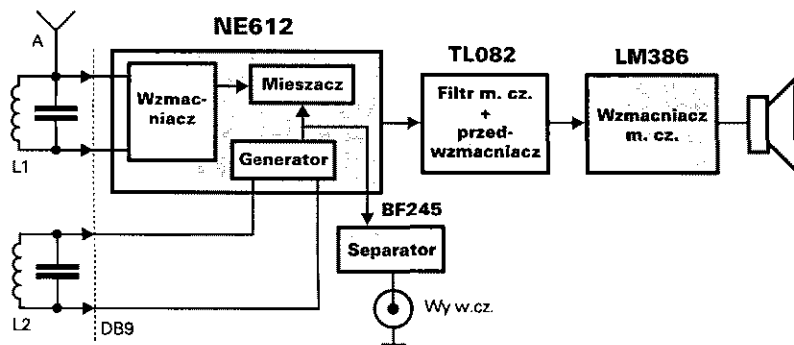 NE612
A
Wzmac-
niacz
Mieszacz
Generator
L1
TL082
Filtr m. cz.
+
przed-
wzmacniacz
LM386
Wzmacniacz
m. cz.
BF245
Separator
Wy w.cz.
L2
DB9